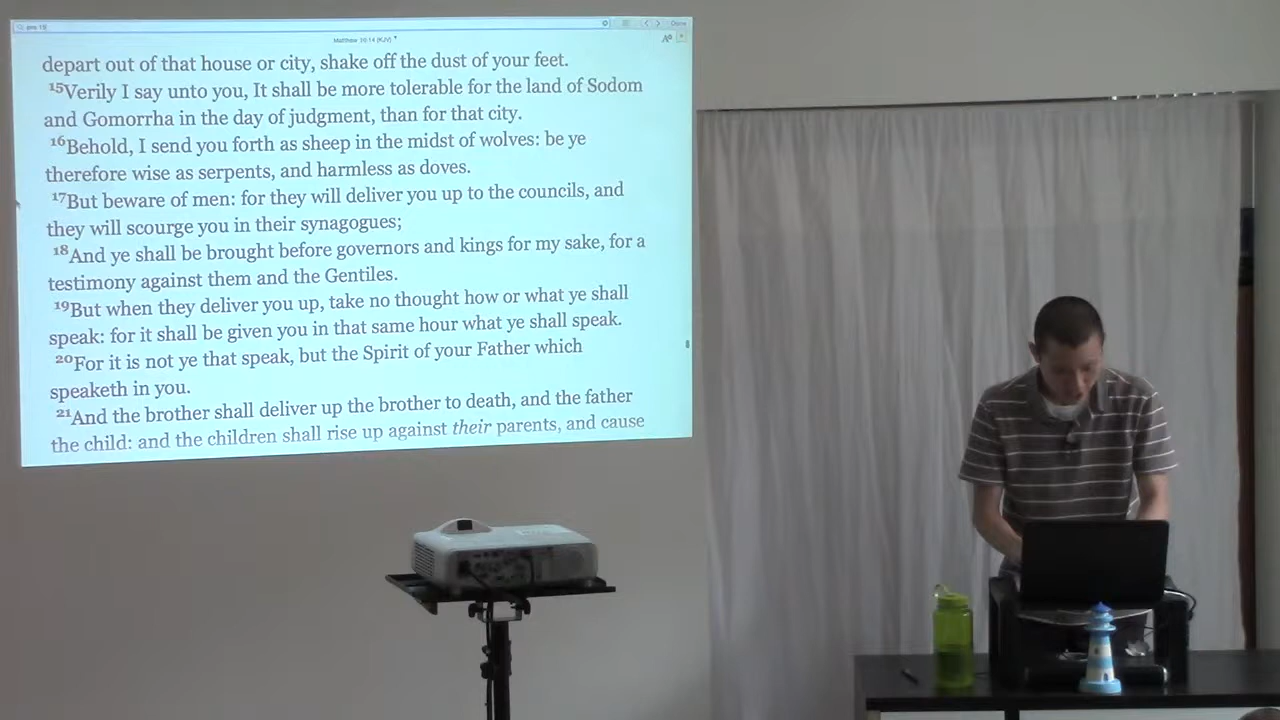 Done
Matthew 10:14 (KJV)
depart out of that house or city, shake off the dust of your feet.
15Verily I say unto you, It shall be more tolerable for the land of Sodom
and Gomorrha in the day of judgment, than for that city.
16Behold, I send you forth as sheep in the midst of wolves: be ye
therefore wise as serpents, and harmless as doves.
17But beware of men: for they will deliver you up to the councils, and
they will scourge you in their synagogues;
18And ye shall be brought before governors and kings for my sake, for a
testimony against them and the Gentiles.
19But when they deliver you up, take no thought how or what ye shall
speak: for it shall be given you in that same hour what ye shall speak.
20For it is not ye that speak, but the Spirit of your Father which
speaketh in you.
21And the brother shall deliver up the brother to death, and the father
the child: and the children shall rise up against their parents, and cause